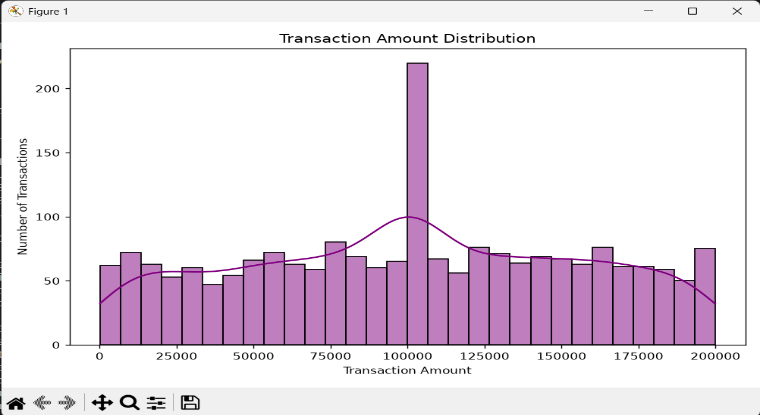 Figure 1
Transaction Amount Distribution
Number of Transactions
200
150
100
50
0
0 25000 50000 75000 100000 125000 150000 175000 200000
Transaction Amount